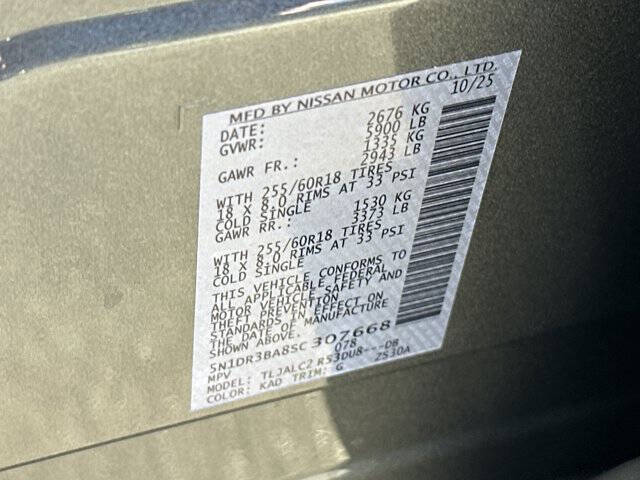 MFD BY NISSAN MOTOR CO., LTD.
DATE: 10/25
GVWR: 2676 KG
5900 LB
GAWR FR.: 1335 KG
2943 LB
WITH 255/60R18 TIRES
18 X 8.0 RIMS AT 33 PSI
COLD SINGLE
GAWR RR.: 1530 KG
3373 LB
WITH 255/60R18 TIRES
18 X 8.0 RIMS AT 33 PSI
COLD SINGLE
THIS VEHICLE CONFORMS TO
ALL APPLICABLE FEDERAL
MOTOR VEHICLE SAFETY AND
THEFT PREVENTION
STANDARDS IN EFFECT ON
THE DATE OF MANUFACTURE
SHOWN ABOVE.
5N1DR3BA8SC307668
MPV 078
MODEL: TLJALC2 R53DU8---DB
COLOR: KAD TRIM: G 2S30A